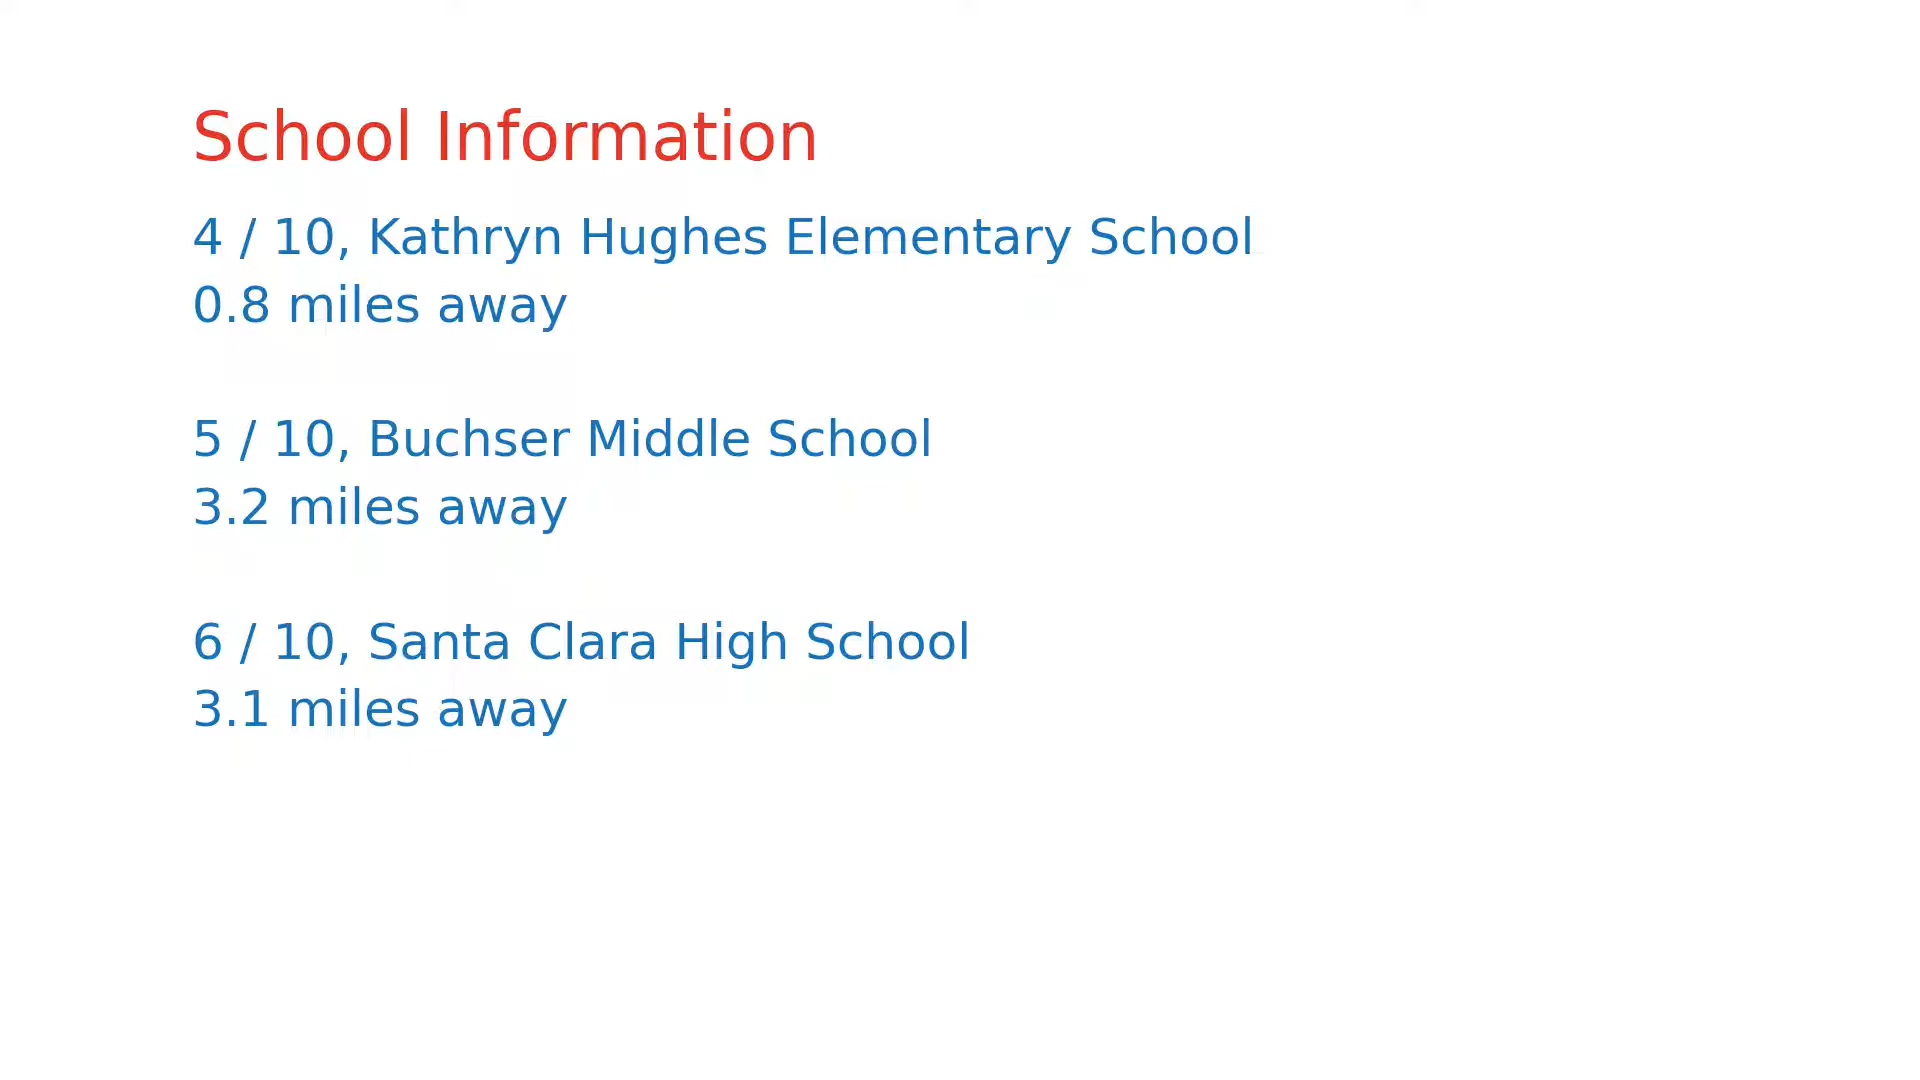 School Information
4 / 10, Kathryn Hughes Elementary School
0.8 miles away
5 / 10, Buchser Middle School
3.2 miles away
6 / 10, Santa Clara High School
3.1 miles away